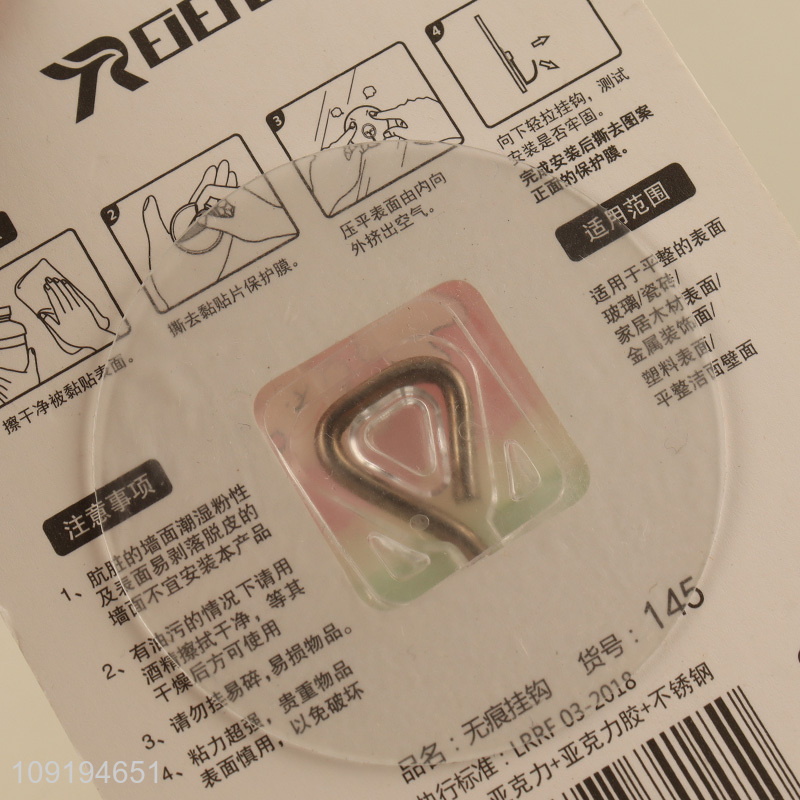 2
3
4
擦干净被黏贴表面。
撕去黏贴片保护膜。
压平表面由内向
外挤出空气。
向下轻拉挂钩，测试
安装是否牢固。
完成安装后撕去图案
正面的保护膜。
适用范围
适用于平整的表面
玻璃/瓷砖/
家居木材表面/
金属装饰面/
塑料表面/
平整洁面壁面
注意事项
1、肮脏的墙面潮湿粉性
及表面易剥落脱皮的
墙面不宜安装本产品
2、有油污的情况下请用
酒精擦拭干净，等其
干燥后方可使用
3、请勿挂易碎，易损物品。
4、粘力超强，贵重物品
表面慎用，以免破坏
货号：145
品名：无痕挂钩
执行标准：LRRF 03-2018
亚克力+亚克力胶+不锈钢
109194651